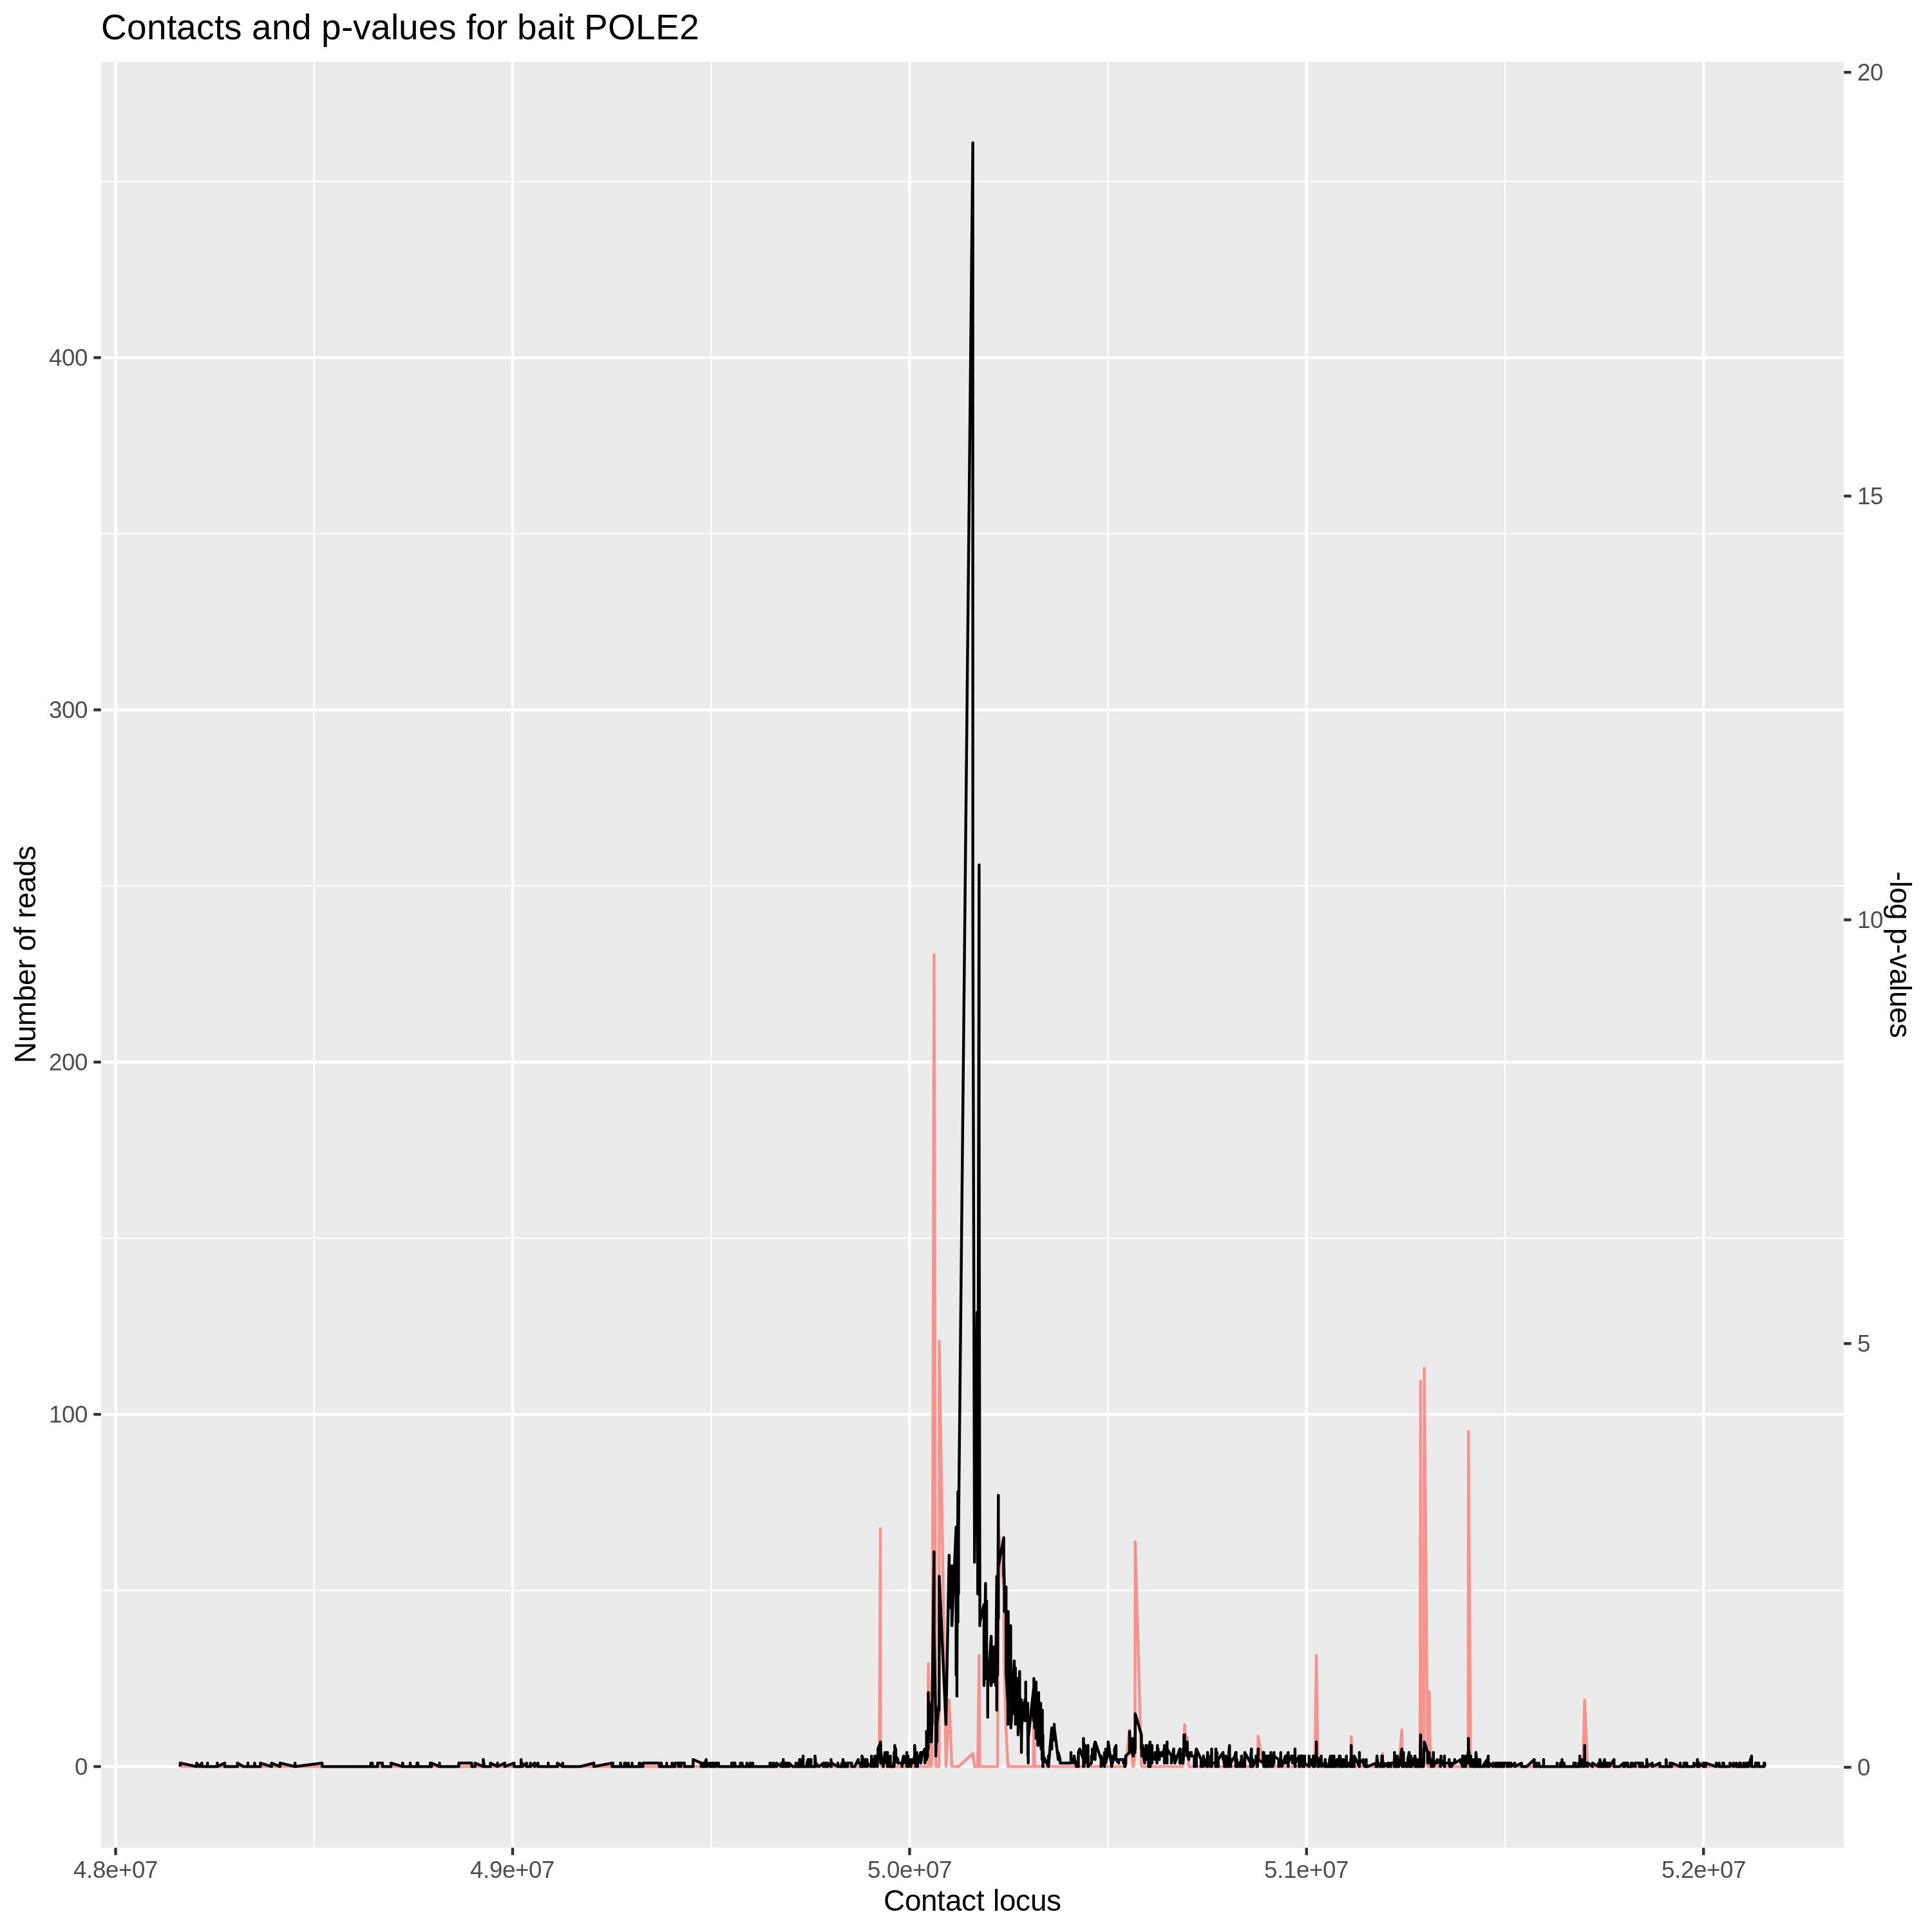 Contacts and p-values for bait POLE2
20
15
10
5
0
-log p-values
400
300
200
100
0
Number of reads
4.8e+07 4.9e+07 5.0e+07 5.1e+07 5.2e+07
Contact locus